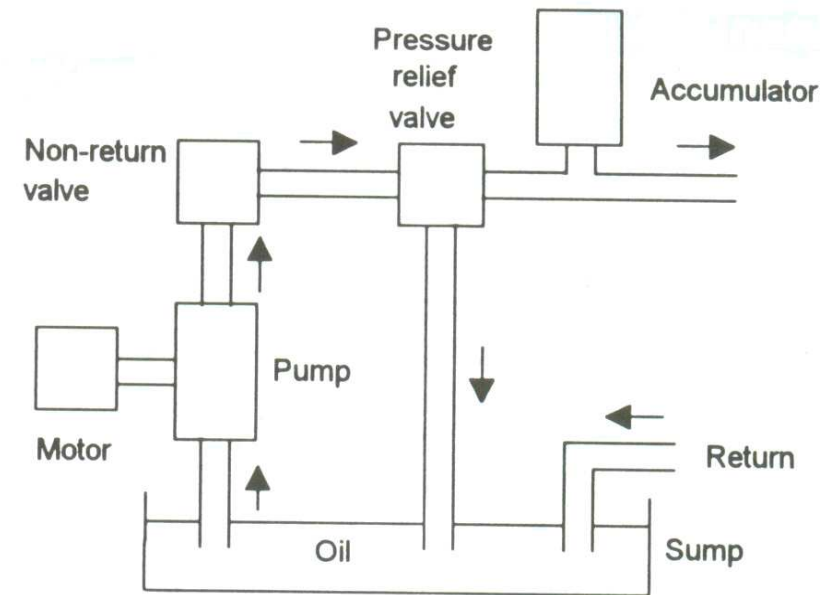 Pressure
relief
valve
Accumulator
Non-return
valve
Pump
Motor
Return
Oil
Sump